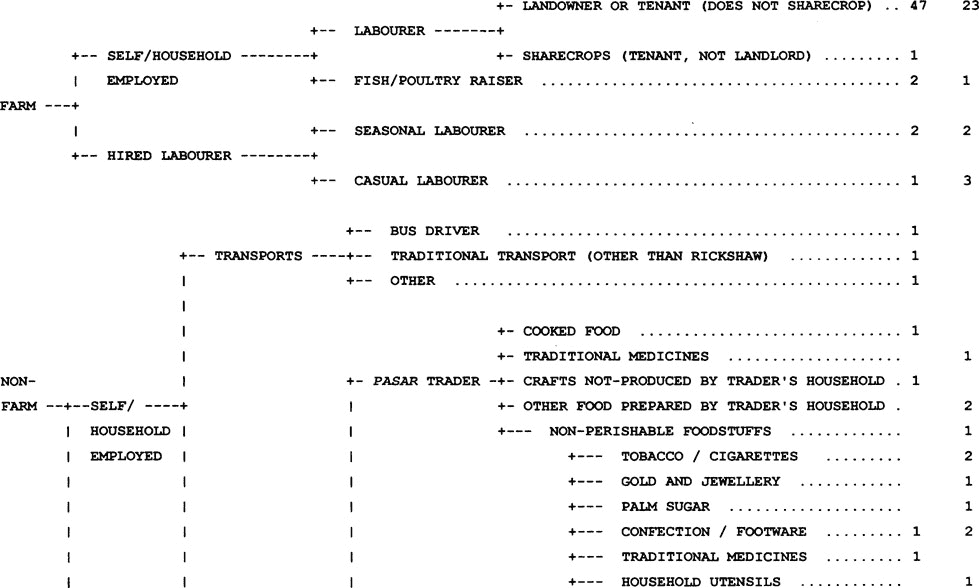 +- LANDOWNER OR TENANT (DOES NOT SHARECROP) .. 47 23
+-- LABOURER -------+
+-- SELF/HOUSEHOLD --------+ +- SHARECROPS (TENANT, NOT LANDLORD) ......... 1
| EMPLOYED +-- FISH/POULTRY RAISER ........................................ 2 1
FARM ---+
| +-- SEASONAL LABOURER .......................................... 2 2
+-- HIRED LABOURER --------+
+-- CASUAL LABOURER ............................................ 1 3
+-- BUS DRIVER ............................................ 1
+-- TRANSPORTS ----+-- TRADITIONAL TRANSPORT (OTHER THAN RICKSHAW) ............. 1
| +-- OTHER .................................................. 1
|
| +- COOKED FOOD ............................. 1
| +- TRADITIONAL MEDICINES .................... 1
NON- | +- PASAR TRADER -+- CRAFTS NOT-PRODUCED BY TRADER'S HOUSEHOLD . 1
FARM --+--SELF/ ----+ | +- OTHER FOOD PREPARED BY TRADER'S HOUSEHOLD . 2
| HOUSEHOLD | | +--- NON-PERISHABLE FOODSTUFFS ............. 1
| EMPLOYED | | +--- TOBACCO / CIGARETTES ......... 2
| | | +--- GOLD AND JEWELLERY ............ 1
| | | +--- PALM SUGAR .................... 1
| | | +--- CONFECTION / FOOTWARE ......... 1 2
| | | +--- TRADITIONAL MEDICINES ......... 1
| | | +--- HOUSEHOLD UTENSILS ............ 1